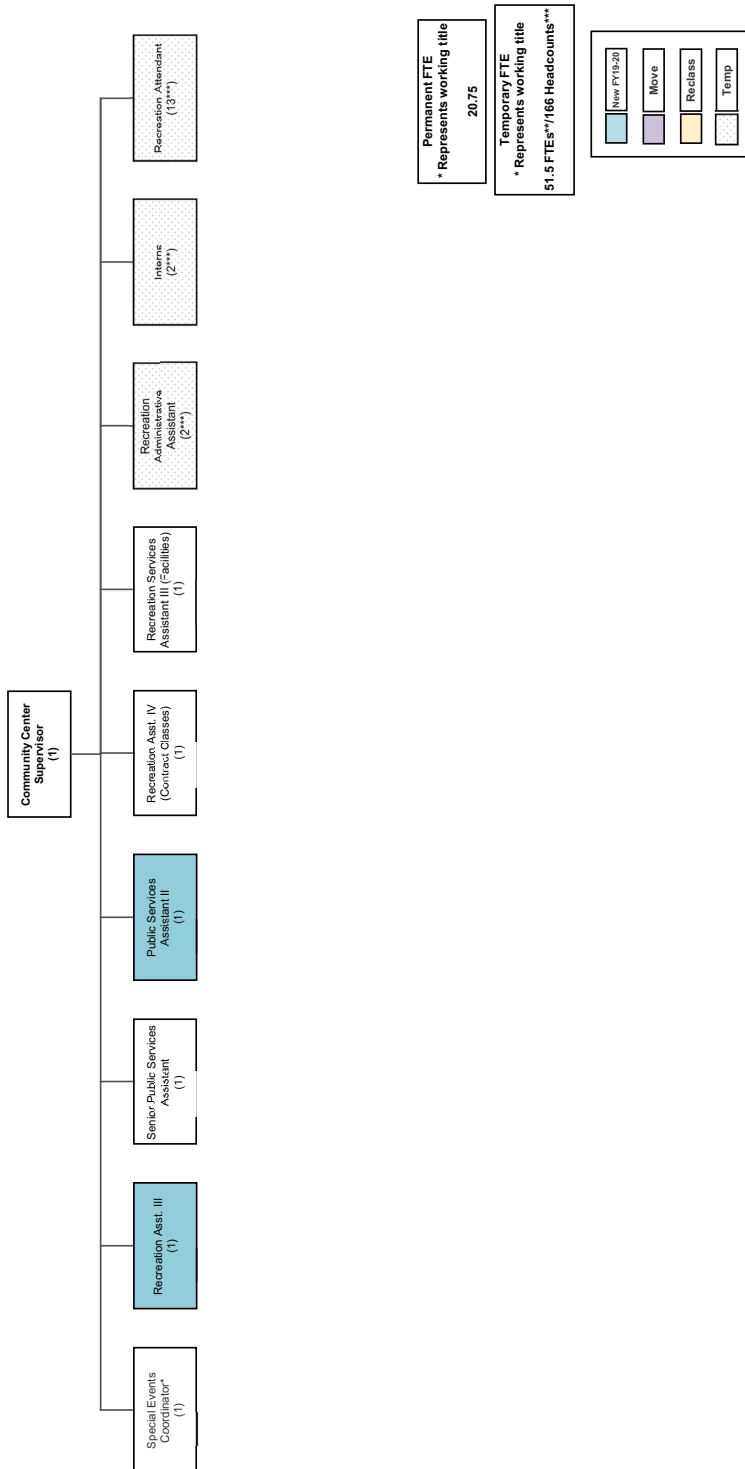 Community Center
Supervisor
(1)
Special Events
Coordinator*
(1)
Recreation Asst. III
(1)
Senior Public Services
Assistant
(1)
Public Services
Assistant II
(1)
Recreation Asst. IV
(Contract Classes)
(1)
Recreation Services
Assistant III (Facilities)
(1)
Recreation
Administrative
Assistant
(2***)
Interns
(2***)
Recreation Attendant
(13***)
Permanent FTE
* Represents working title
20.75
Temporary FTE
* Represents working title
51.5 FTEs**/166 Headcounts***
New FY19-20
Move
Reclass
Temp